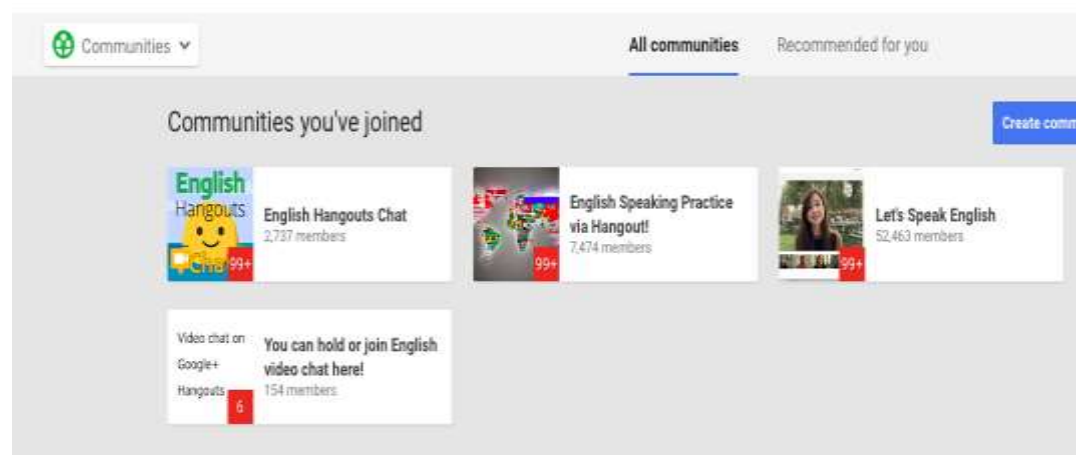 Communities
All communities
Recommended for you
Communities you've joined
Create comm
English
Hangouts
Chat
99+
English Hangouts Chat
2,737 members
99+
English Speaking Practice
via Hangout!
7,474 members
99+
Let's Speak English
52,463 members
Video chat on
Google+
Hangouts
6
You can hold or join English
video chat here!
154 members